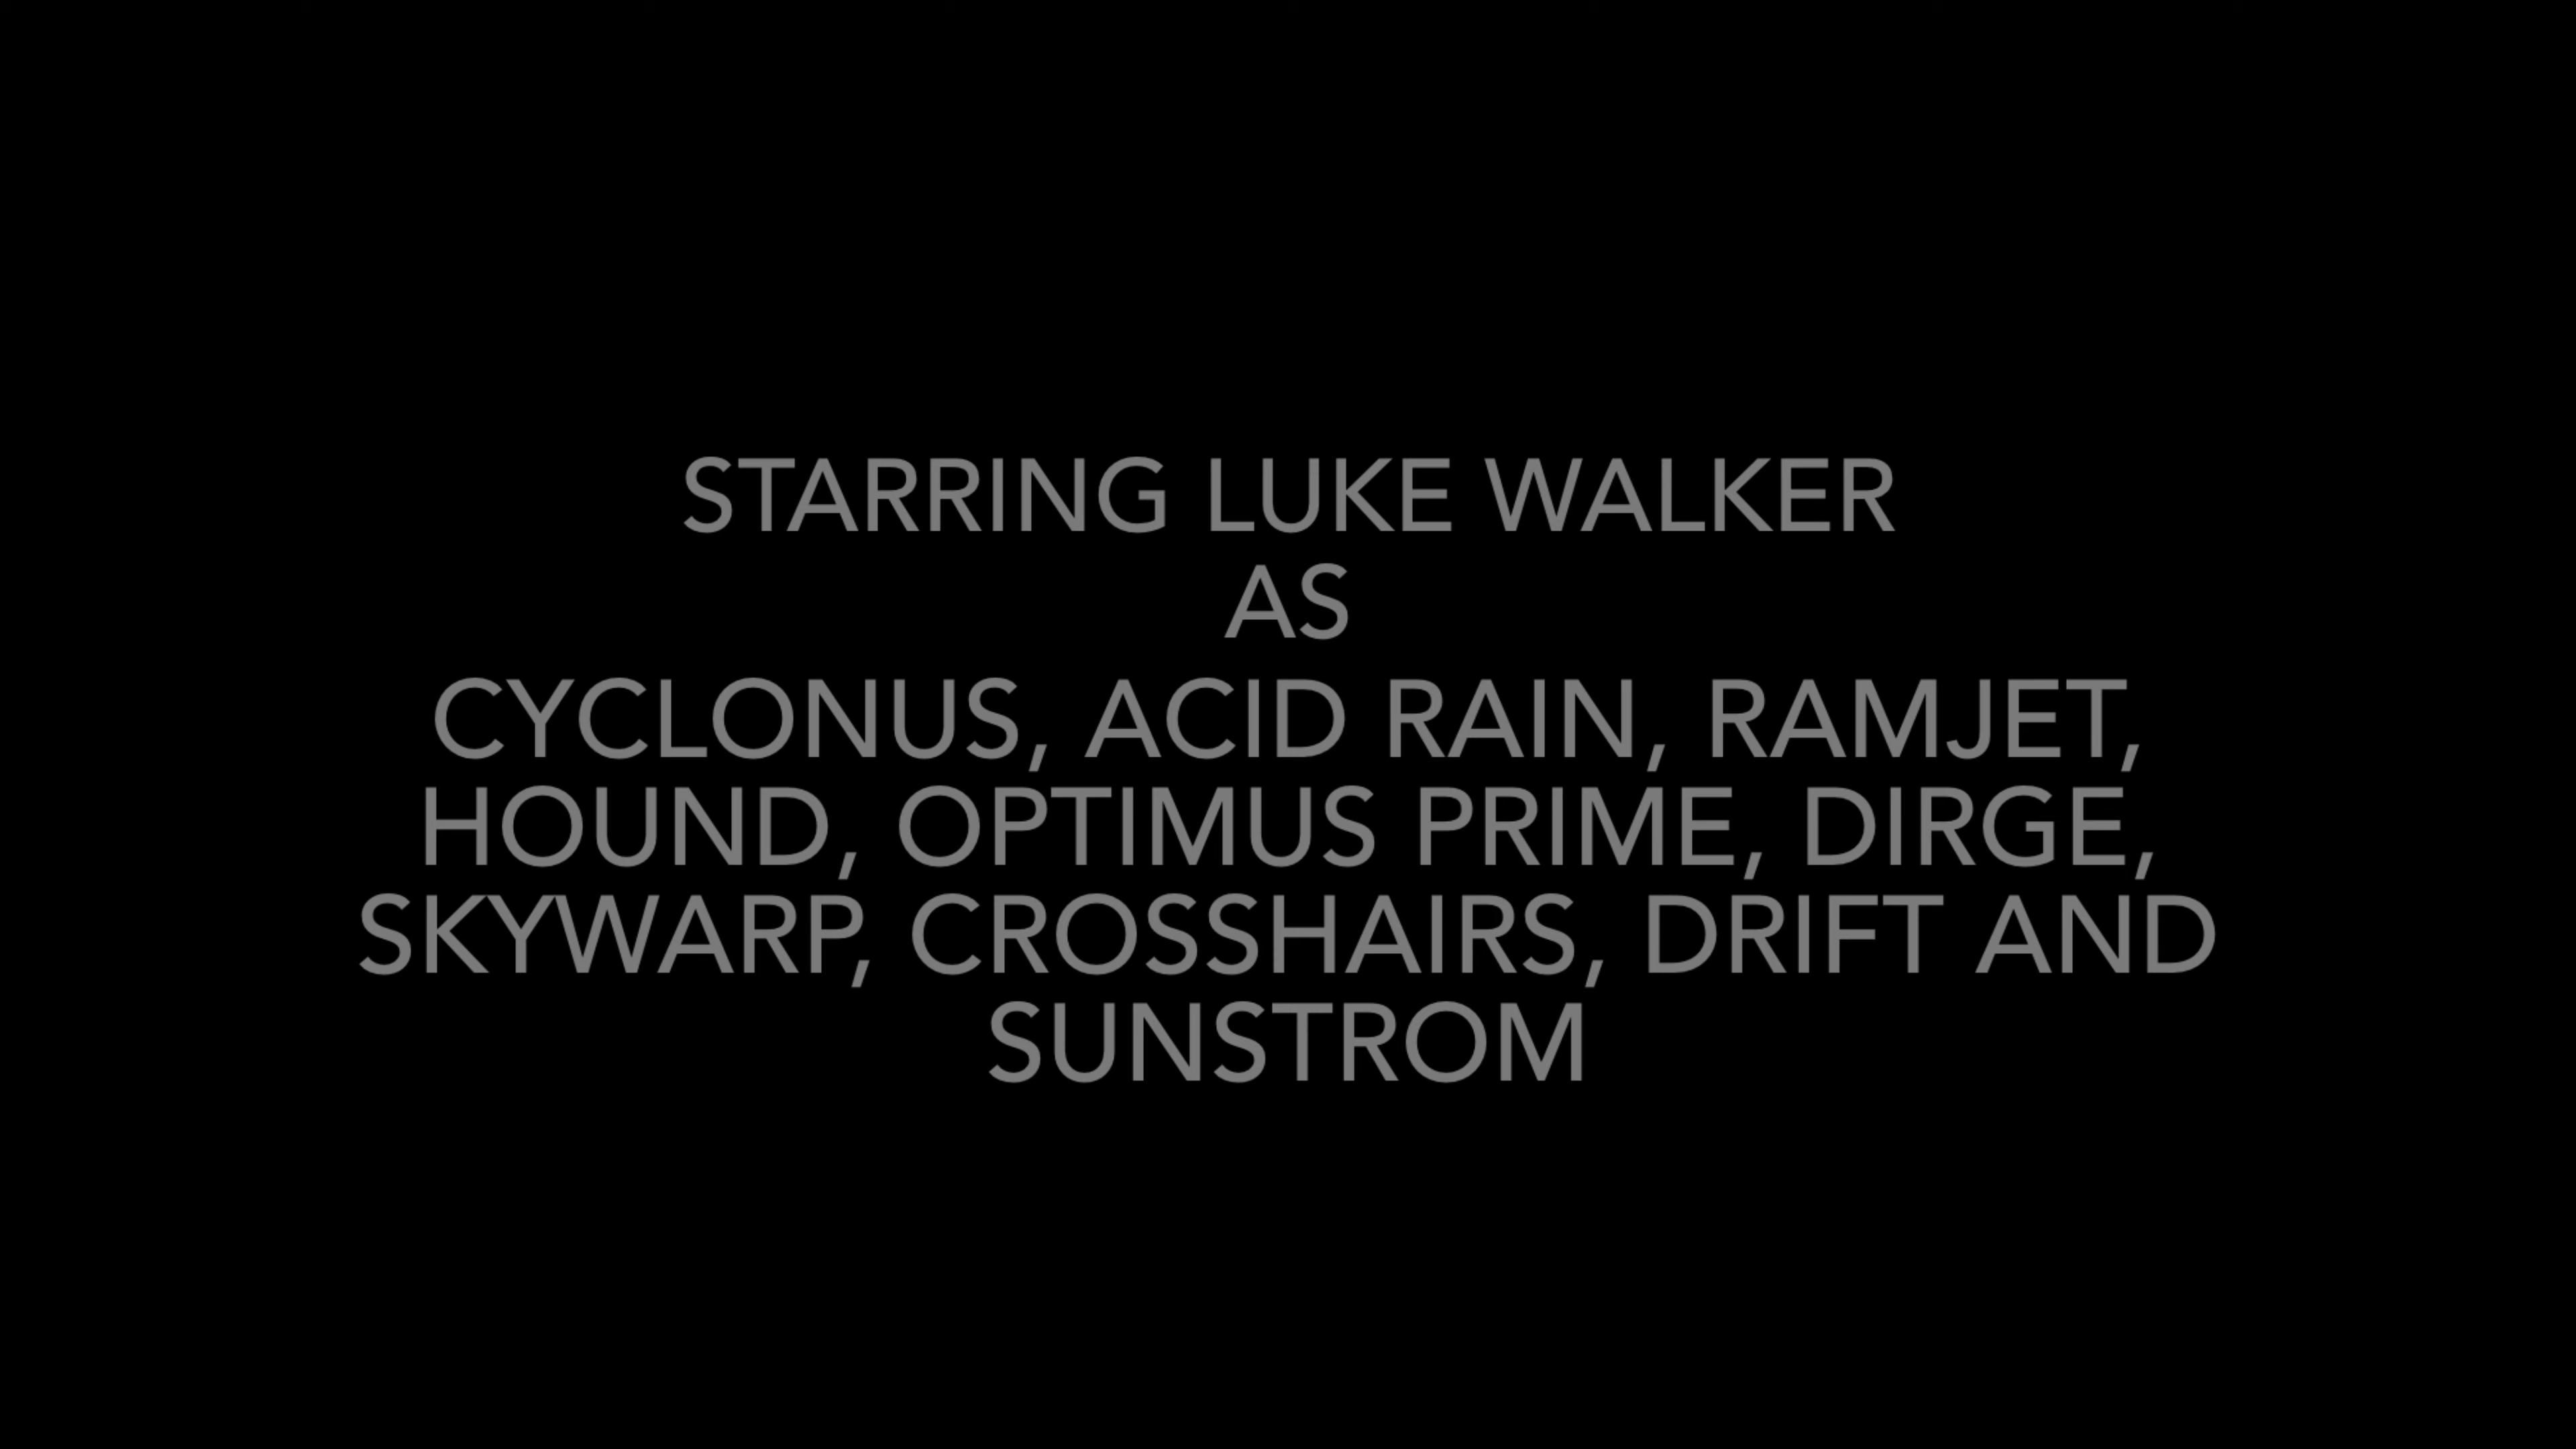 STARRING LUKE WALKER
AS
CYCLONUS, ACID RAIN, RAMJET,
HOUND, OPTIMUS PRIME, DIRGE,
SKYWARP, CROSSHAIRS, DRIFT AND
SUNSTROM